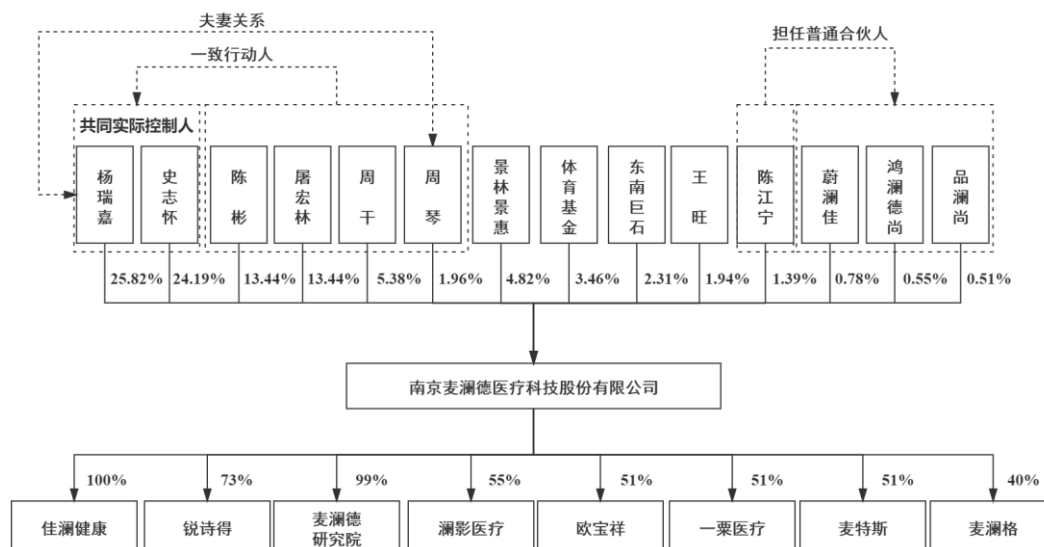 夫妻关系
一致行动人
担任普通合伙人
共同实际控制人
杨瑞嘉
史志怀
陈彬
屠宏林
周干
周琴
景林景惠
体育基金
东南巨石
王旺
陈江宁
蔚澜佳
鸿澜德尚
品澜尚
25.82%
24.19%
13.44%
13.44%
5.38%
1.96%
4.82%
3.46%
2.31%
1.94%
1.39%
0.78%
0.55%
0.51%
南京麦澜德医疗科技股份有限公司
100%
73%
99%
55%
51%
51%
51%
40%
佳澜健康
锐诗得
麦澜德
研究院
澜影医疗
欧宝祥
一粟医疗
麦特斯
麦澜格